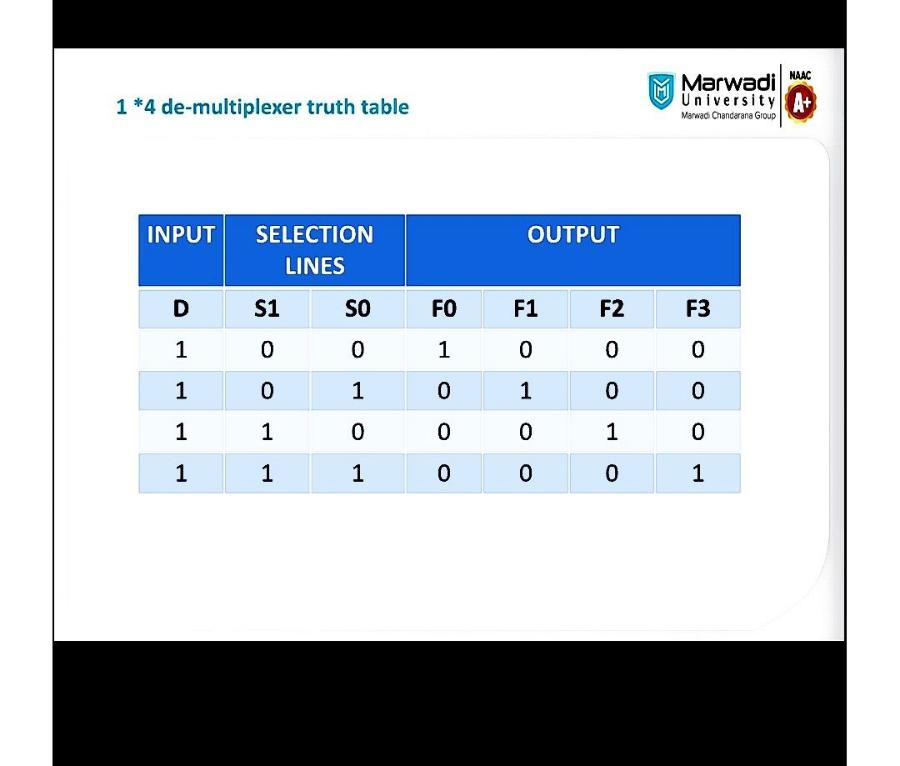 1 *4 de-multiplexer truth table
Marwadi
University
Marwadi Chandarana Group
NAAC
A+
INPUT SELECTION LINES OUTPUT
D S1 S0 F0 F1 F2 F3
1 0 0 1 0 0 0
1 0 1 0 1 0 0
1 1 0 0 0 1 0
1 1 1 0 0 0 1